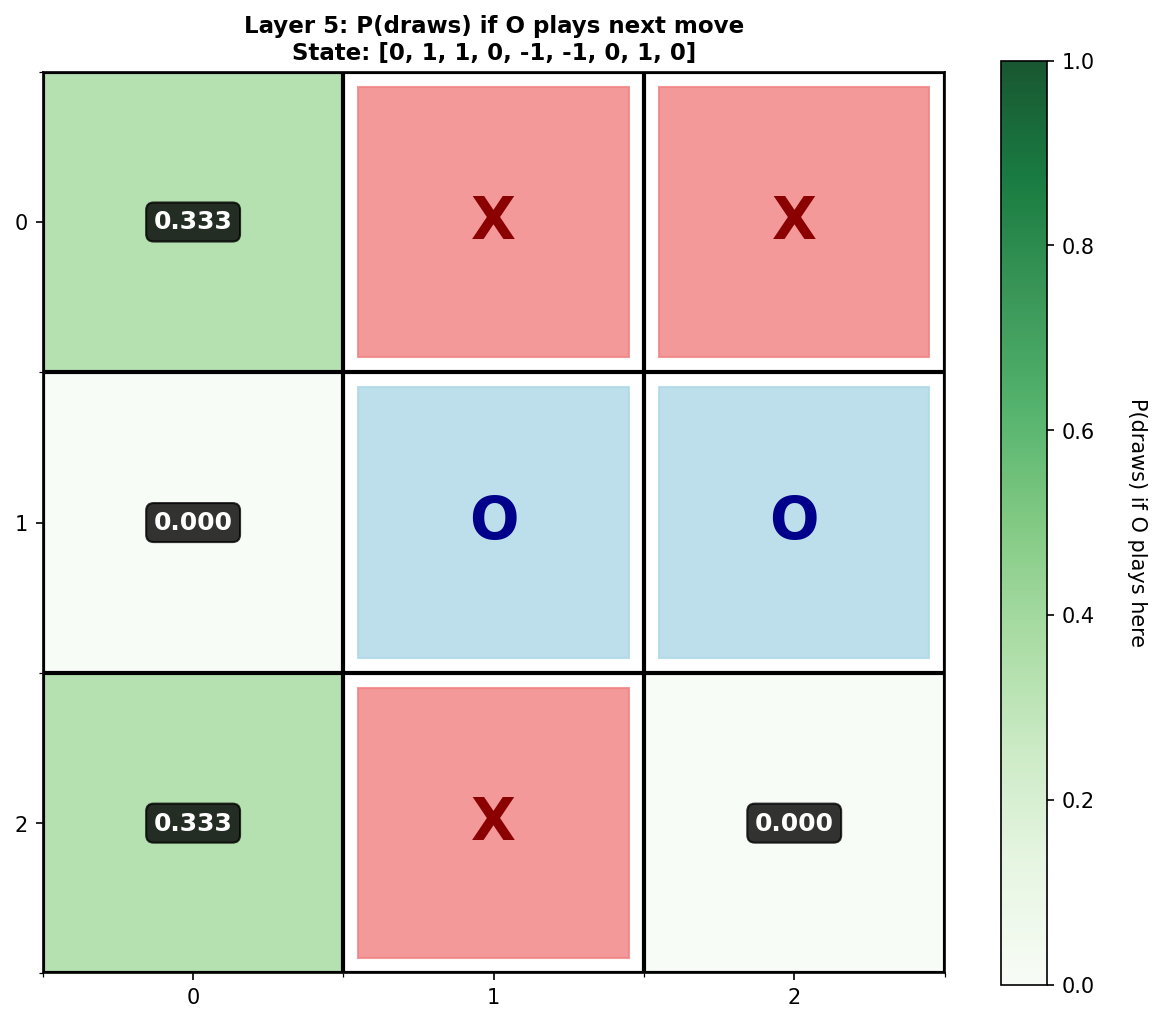 Layer 5: P(draws) if O plays next move
State: [0, 1, 1, 0, -1, -1, 0, 1, 0]
0
0.333
X
X
1
0.000
O
O
2
0.333
X
0.000
0
1
2
1.0
0.8
0.6
0.4
0.2
0.0
P(draws) if O plays here